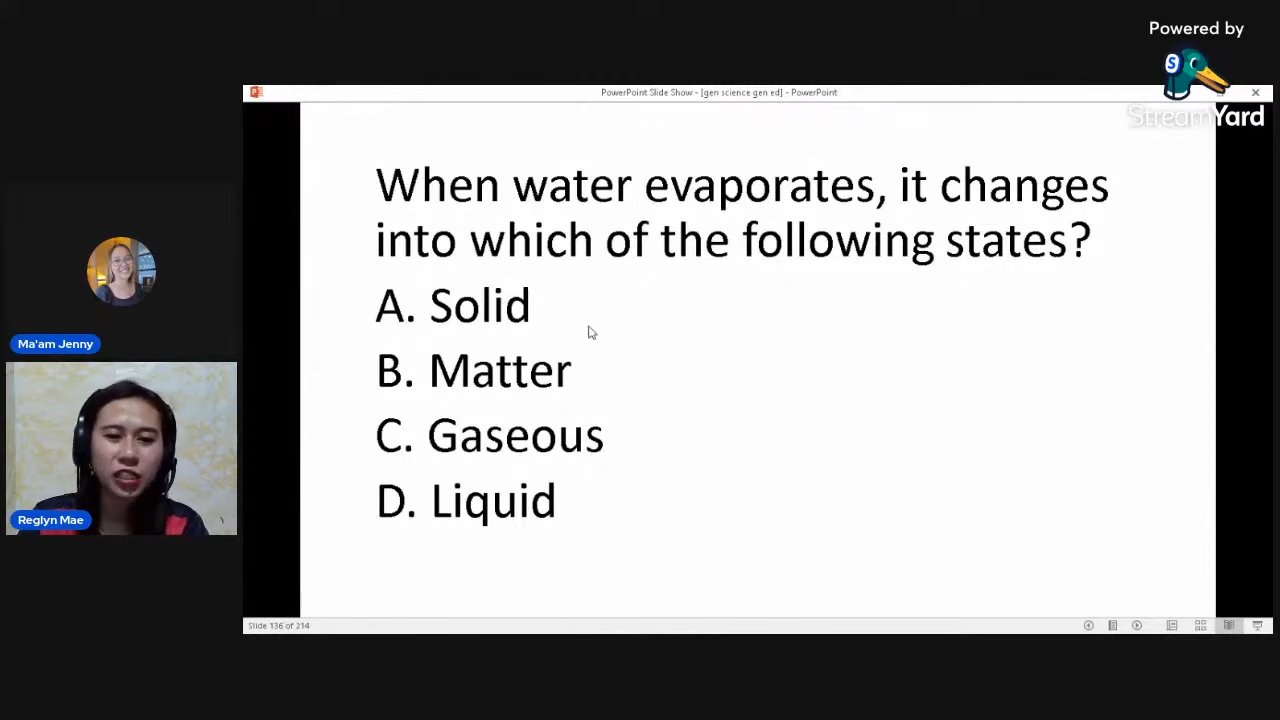 Powered by
S
StreamYard
PowerPoint Slide Show - [gen science gen ed] - PowerPoint
When water evaporates, it changes
into which of the following states?
A. Solid
B. Matter
C. Gaseous
D. Liquid
Ma'am Jenny
Reglyn Mae
Slide 136 of 214